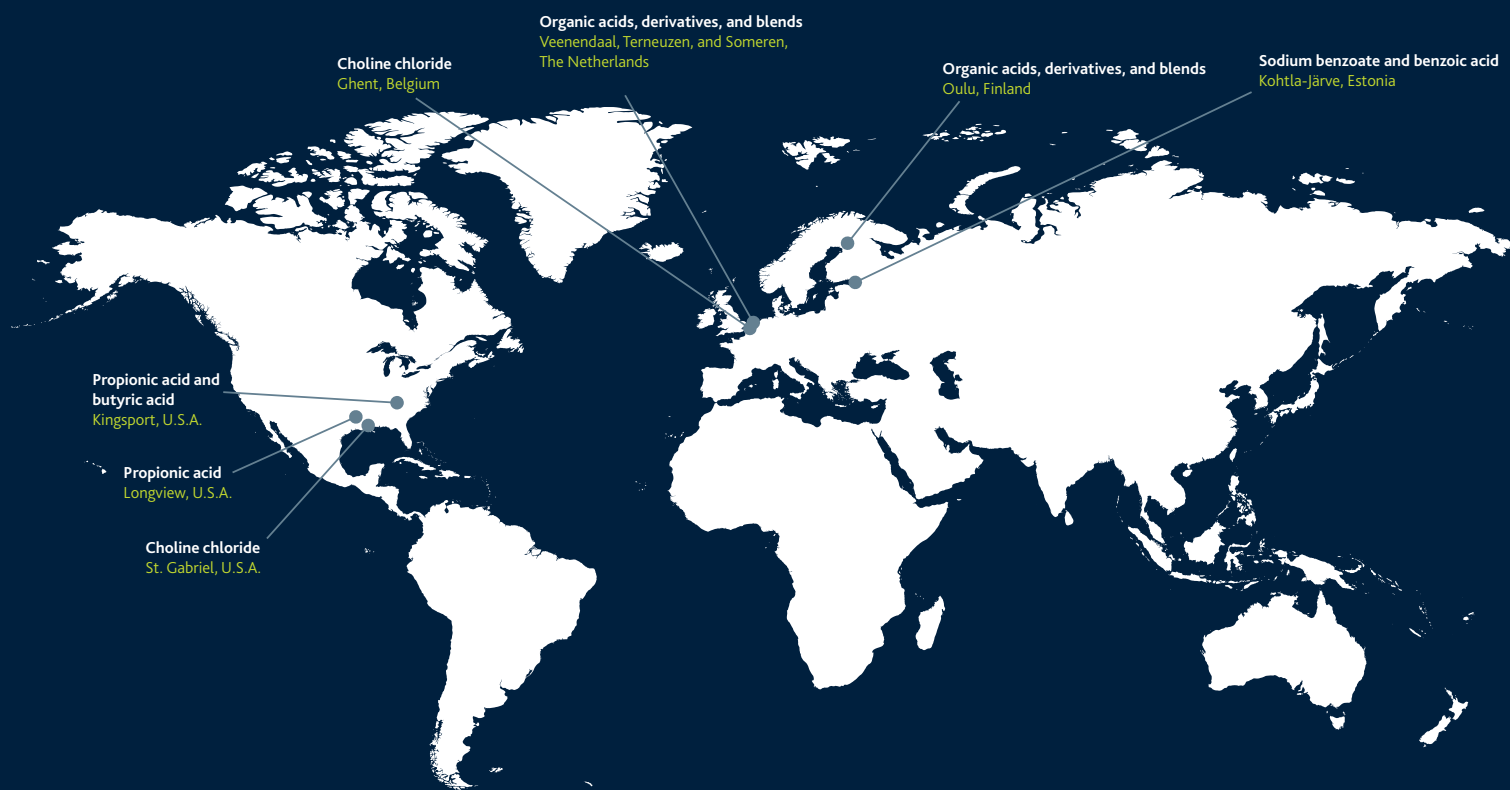 Organic acids, derivatives, and blends
Veenendaal, Terneuzen, and Someren,
The Netherlands
Choline chloride
Ghent, Belgium
Organic acids, derivatives, and blends
Oulu, Finland
Sodium benzoate and benzoic acid
Kohtla-Järve, Estonia
Propionic acid and
butyric acid
Kingsport, U.S.A.
Propionic acid
Longview, U.S.A.
Choline chloride
St. Gabriel, U.S.A.